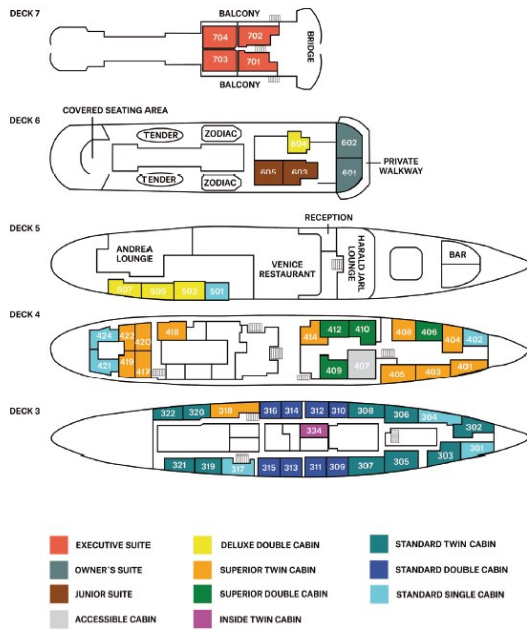 DECK 7
BALCONY
704 702
703 701
BRIDGE
BALCONY
DECK 6
COVERED SEATING AREA
TENDER ZODIAC
604
602
605 603
601
PRIVATE
WALKWAY
TENDER ZODIAC
DECK 5
RECEPTION
ANDREA
LOUNGE
VENICE
RESTAURANT
HARALD JARL
LOUNGE
BAR
507 505 503 501
DECK 4
424 422 420 418
414 412 410 408 406 404 402
421 419 417
409 407 405 403 401
DECK 3
322 320 318 316 314 312 310 308 306 304 302
334
321 319 317 315 313 311 309 307 305 303 301
EXECUTIVE SUITE
OWNER'S SUITE
JUNIOR SUITE
ACCESSIBLE CABIN
DELUXE DOUBLE CABIN
SUPERIOR TWIN CABIN
SUPERIOR DOUBLE CABIN
INSIDE TWIN CABIN
STANDARD TWIN CABIN
STANDARD DOUBLE CABIN
STANDARD SINGLE CABIN